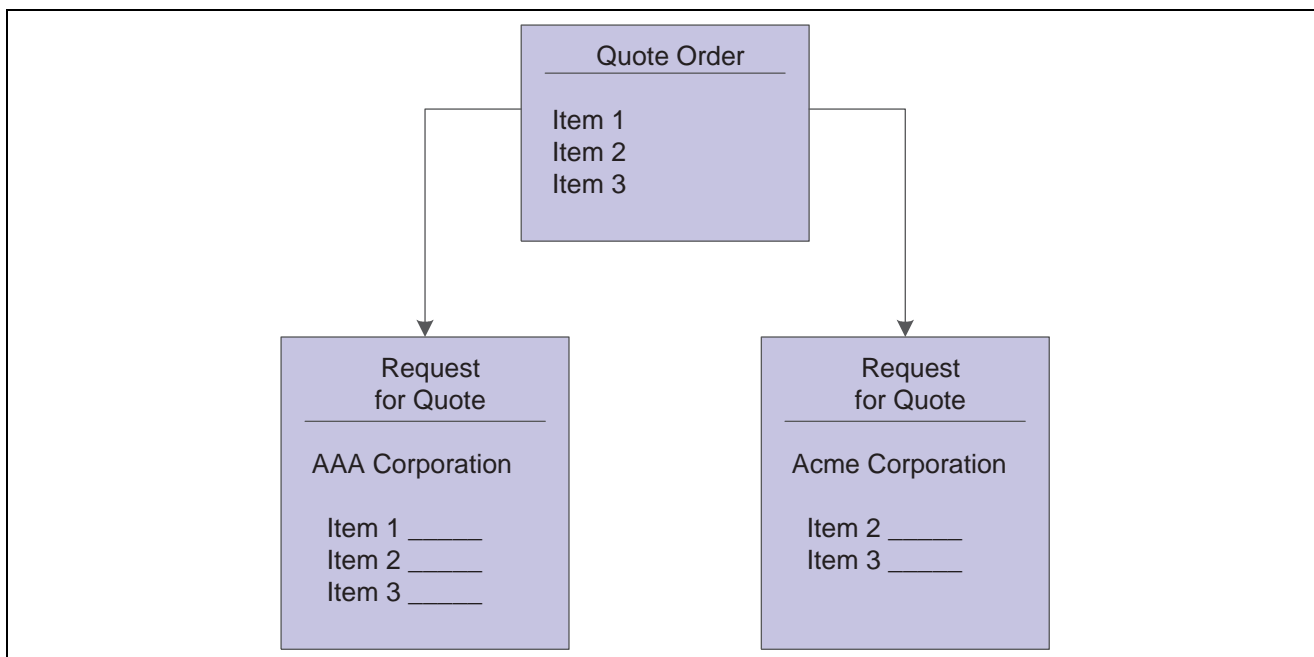 Quote Order
Item 1
Item 2
Item 3
Request
for Quote
AAA Corporation
Item 1 _____
Item 2 _____
Item 3 _____
Request
for Quote
Acme Corporation
Item 2 _____
Item 3 _____